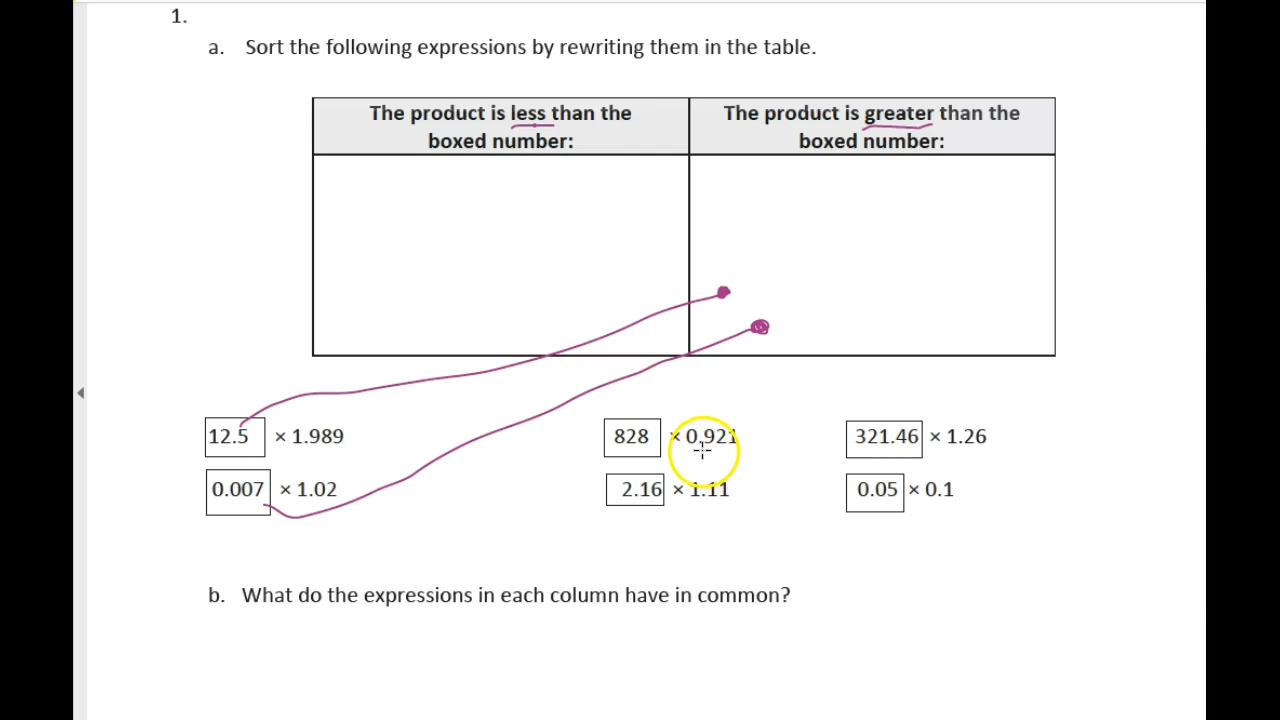 1.
a. Sort the following expressions by rewriting them in the table.
The product is less than the boxed number:
The product is greater than the boxed number:
12.5 × 1.989
828 × 0.921
321.46 × 1.26
0.007 × 1.02
2.16 × 1.11
0.05 × 0.1
b. What do the expressions in each column have in common?